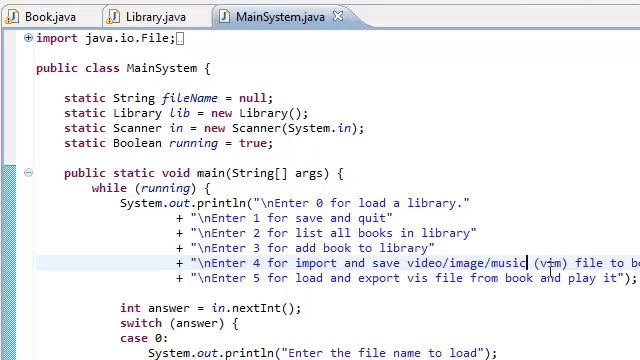 Book.java Library.java MainSystem.java
import java.io.File;
public class MainSystem {
static String fileName = null;
static Library lib = new Library();
static Scanner in = new Scanner(System.in);
static Boolean running = true;
public static void main(String[] args) {
while (running) {
System.out.println("\nEnter 0 for load a library."
+ "\nEnter 1 for save and quit"
+ "\nEnter 2 for list all books in library"
+ "\nEnter 3 for add book to library"
+ "\nEnter 4 for import and save video/image/music (vim) file to bo
+ "\nEnter 5 for load and export vis file from book and play it");
int answer = in.nextInt();
switch (answer) {
case 0:
System.out.println("Enter the file name to load");